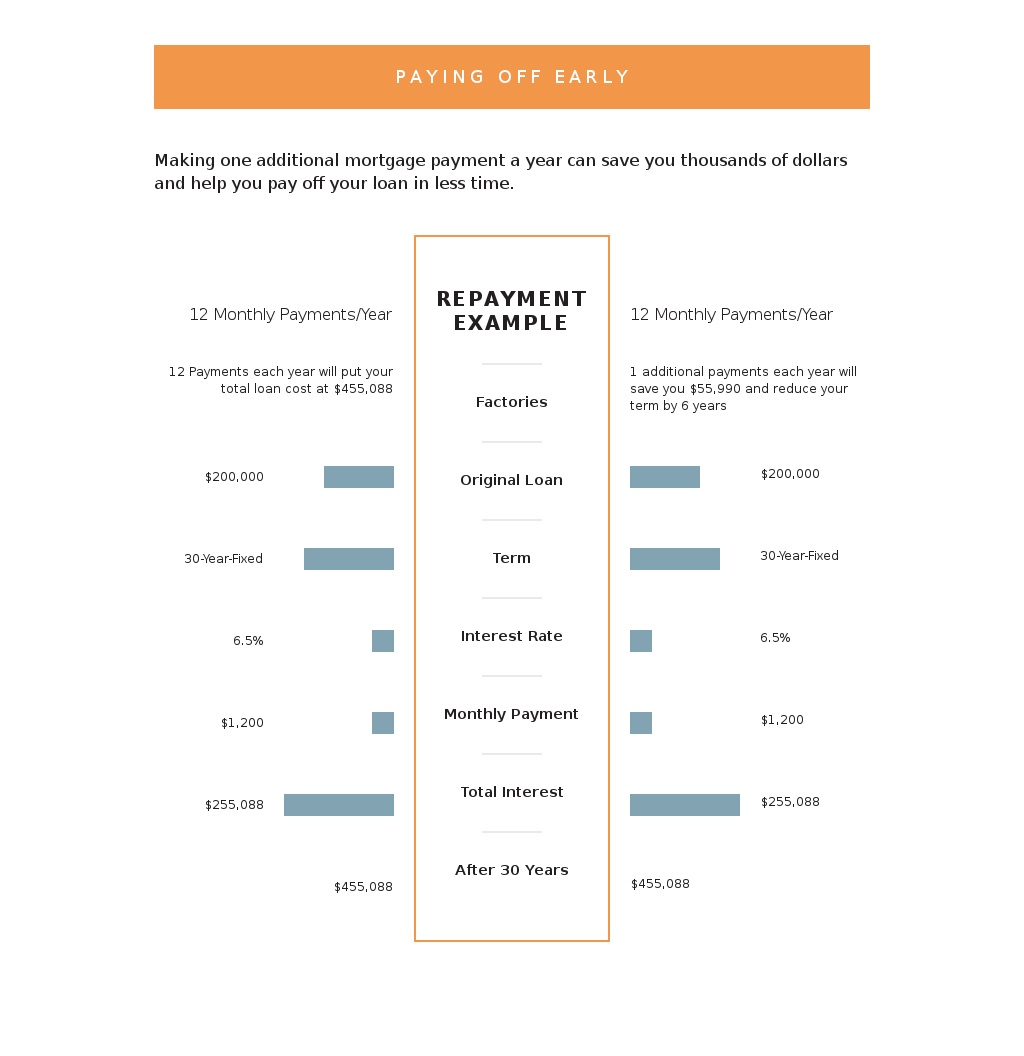 PAYING OFF EARLY
Making one additional mortgage payment a year can save you thousands of dollars
and help you pay off your loan in less time.
12 Monthly Payments/Year
12 Payments each year will put your
total loan cost at $455,088
$200,000
30-Year-Fixed
6.5%
$1,200
$255,088
$455,088
REPAYMENT
EXAMPLE
Factories
Original Loan
Term
Interest Rate
Monthly Payment
Total Interest
After 30 Years
12 Monthly Payments/Year
1 additional payments each year will
save you $55,990 and reduce your
term by 6 years
$200,000
30-Year-Fixed
6.5%
$1,200
$255,088
$455,088